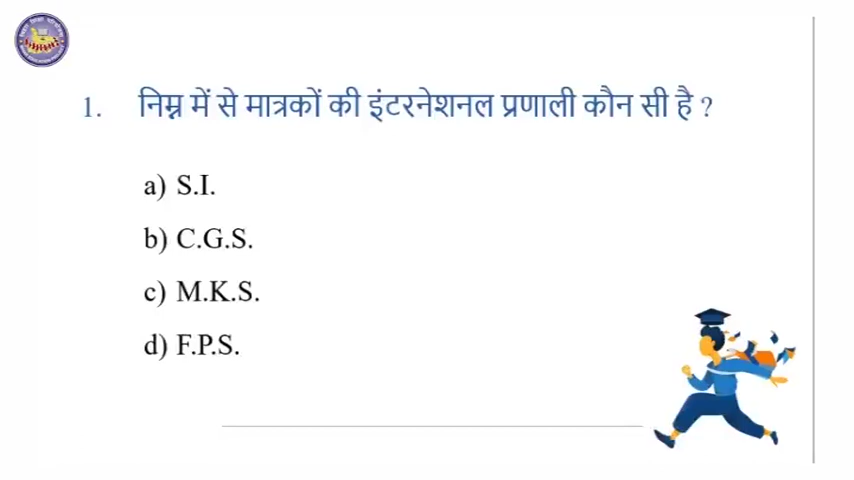 1. निम्न में से मात्रकों की इंटरनेशनल प्रणाली कौन सी है ?
a) S.I.
b) C.G.S.
c) M.K.S.
d) F.P.S.